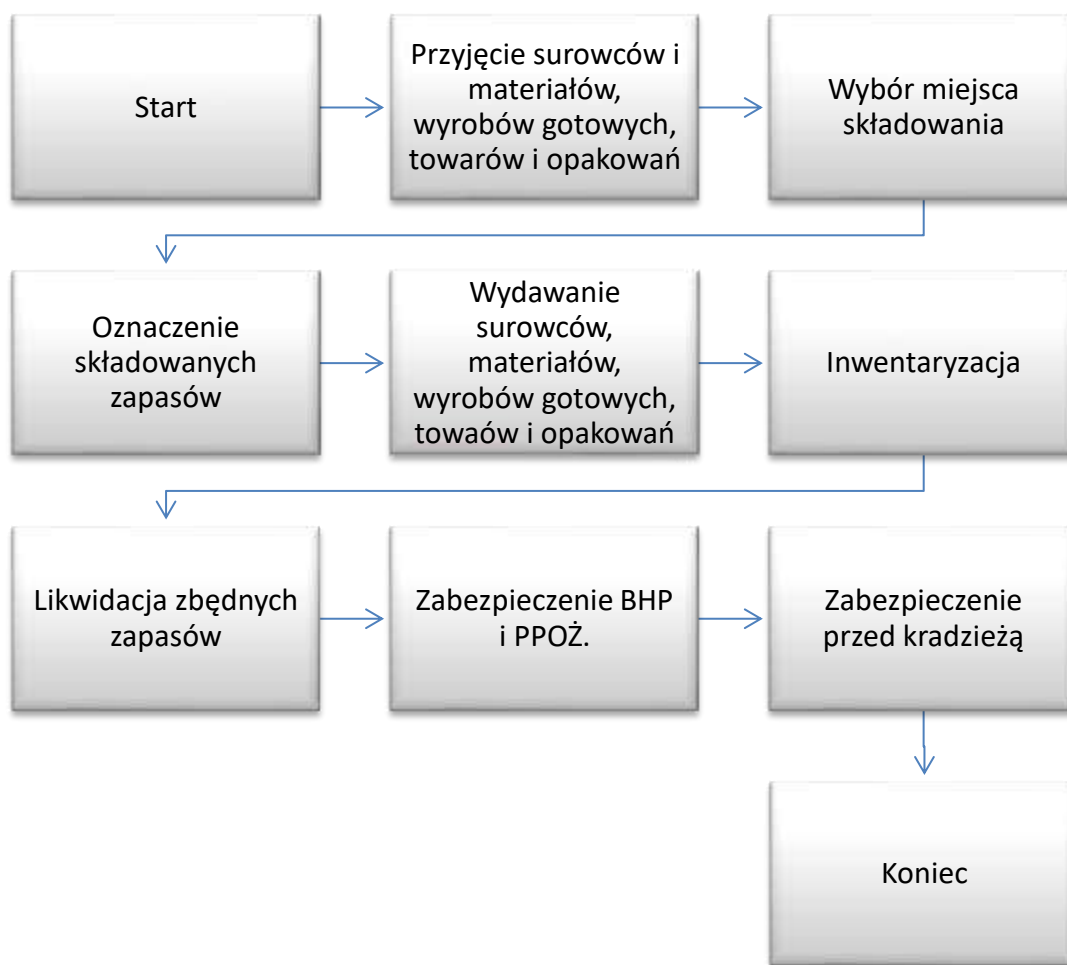 Start
Przyjęcie surowców i
materiałów,
wyrobów gotowych,
towarów i opakowań
Wybór miejsca
składowania
Oznaczenie
składowanych
zapasów
Wydawanie
surowców,
materiałów,
wyrobów gotowych,
towaów i opakowań
Inwentaryzacja
Likwidacja zbędnych
zapasów
Zabezpieczenie BHP
i PPOŻ.
Zabezpieczenie
przed kradzieżą
Koniec